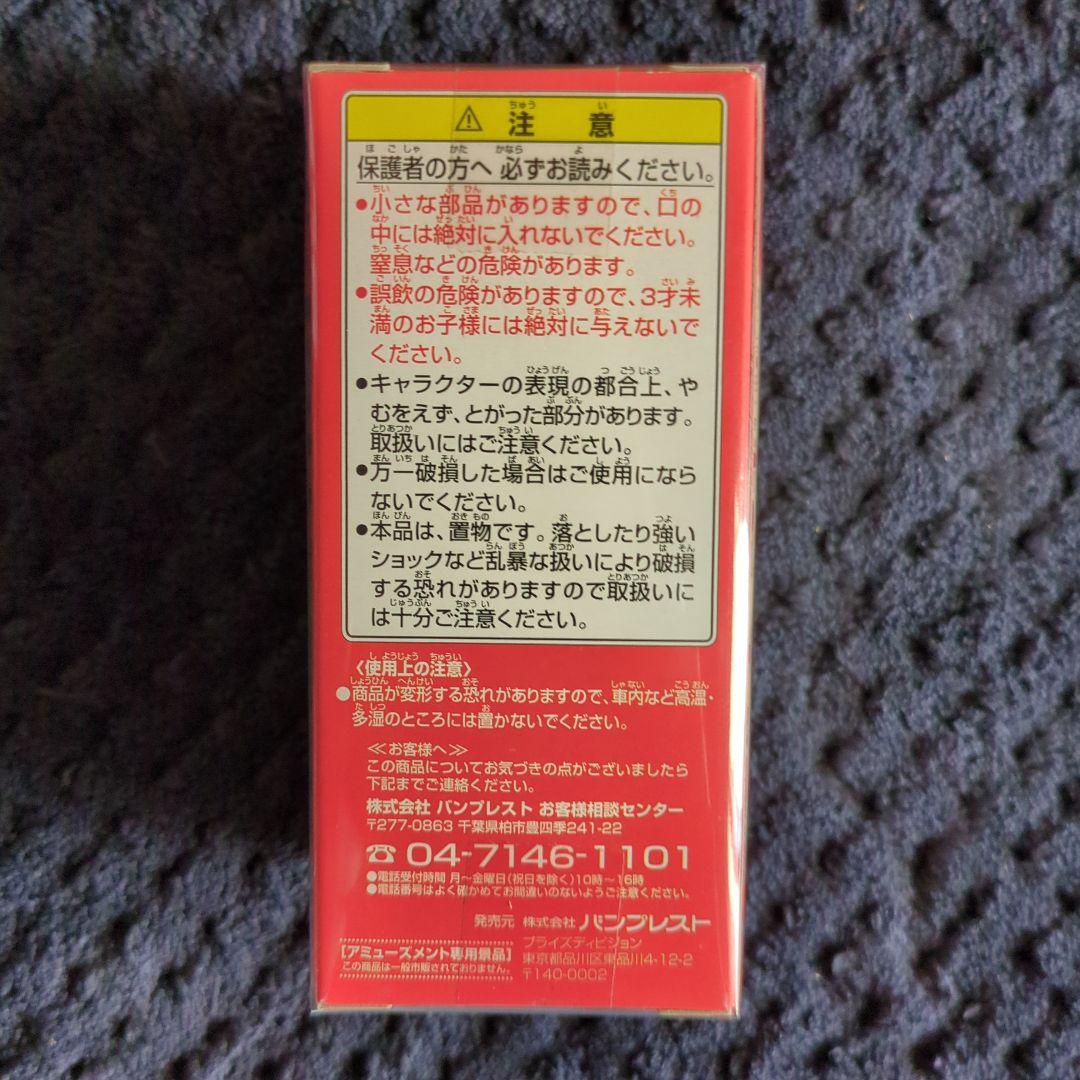 ⚠ 注意
保護者の方へ 必ずお読みください。
●小さな部品がありますので、口の
中には絶対に入れないでください。
窒息などの危険があります。
●誤飲の危険がありますので、3才未
満のお子様には絶対に与えないで
ください。
●キャラクターの表現の都合上、や
むをえず、とがった部分があります。
取扱いにはご注意ください。
●万一破損した場合はご使用になら
ないでください。
●本品は、置物です。落としたり強い
ショックなど乱暴な扱いにより破損
する恐れがありますので取扱いに
は十分ご注意ください。
〈使用上の注意〉
●商品が変形する恐れがありますので、車内など高温・
多湿のところには置かないでください。
≪お客様へ≫
この商品についてお気づきの点がございましたら
下記までご連絡ください。
株式会社 バンプレスト お客様相談センター
〒277-0863 千葉県柏市豊四季241-22
☎ 04-7146-1101
●電話受付時間 月〜金曜日(祝日を除く)10時〜16時
●電話番号はよく確かめてお間違いのないようご注意ください。
発売元 株式会社 バンプレスト
プライズディビジョン
東京都品川区東品川4-12-2
〒140-0002
[アミューズメント専用景品]
この商品は一般市販されておりません。